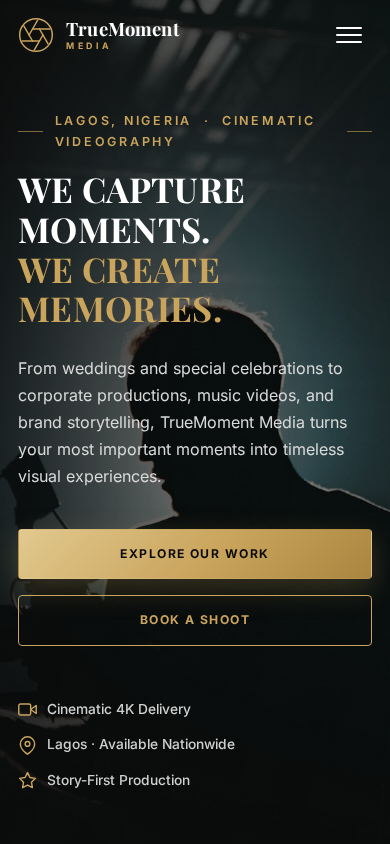 TrueMoment
MEDIA
LAGOS, NIGERIA · CINEMATIC
VIDEOGRAPHY
WE CAPTURE
MOMENTS.
WE CREATE
MEMORIES.
From weddings and special celebrations to
corporate productions, music videos, and
brand storytelling, TrueMoment Media turns
your most important moments into timeless
visual experiences.
EXPLORE OUR WORK
BOOK A SHOOT
Cinematic 4K Delivery
Lagos · Available Nationwide
Story-First Production